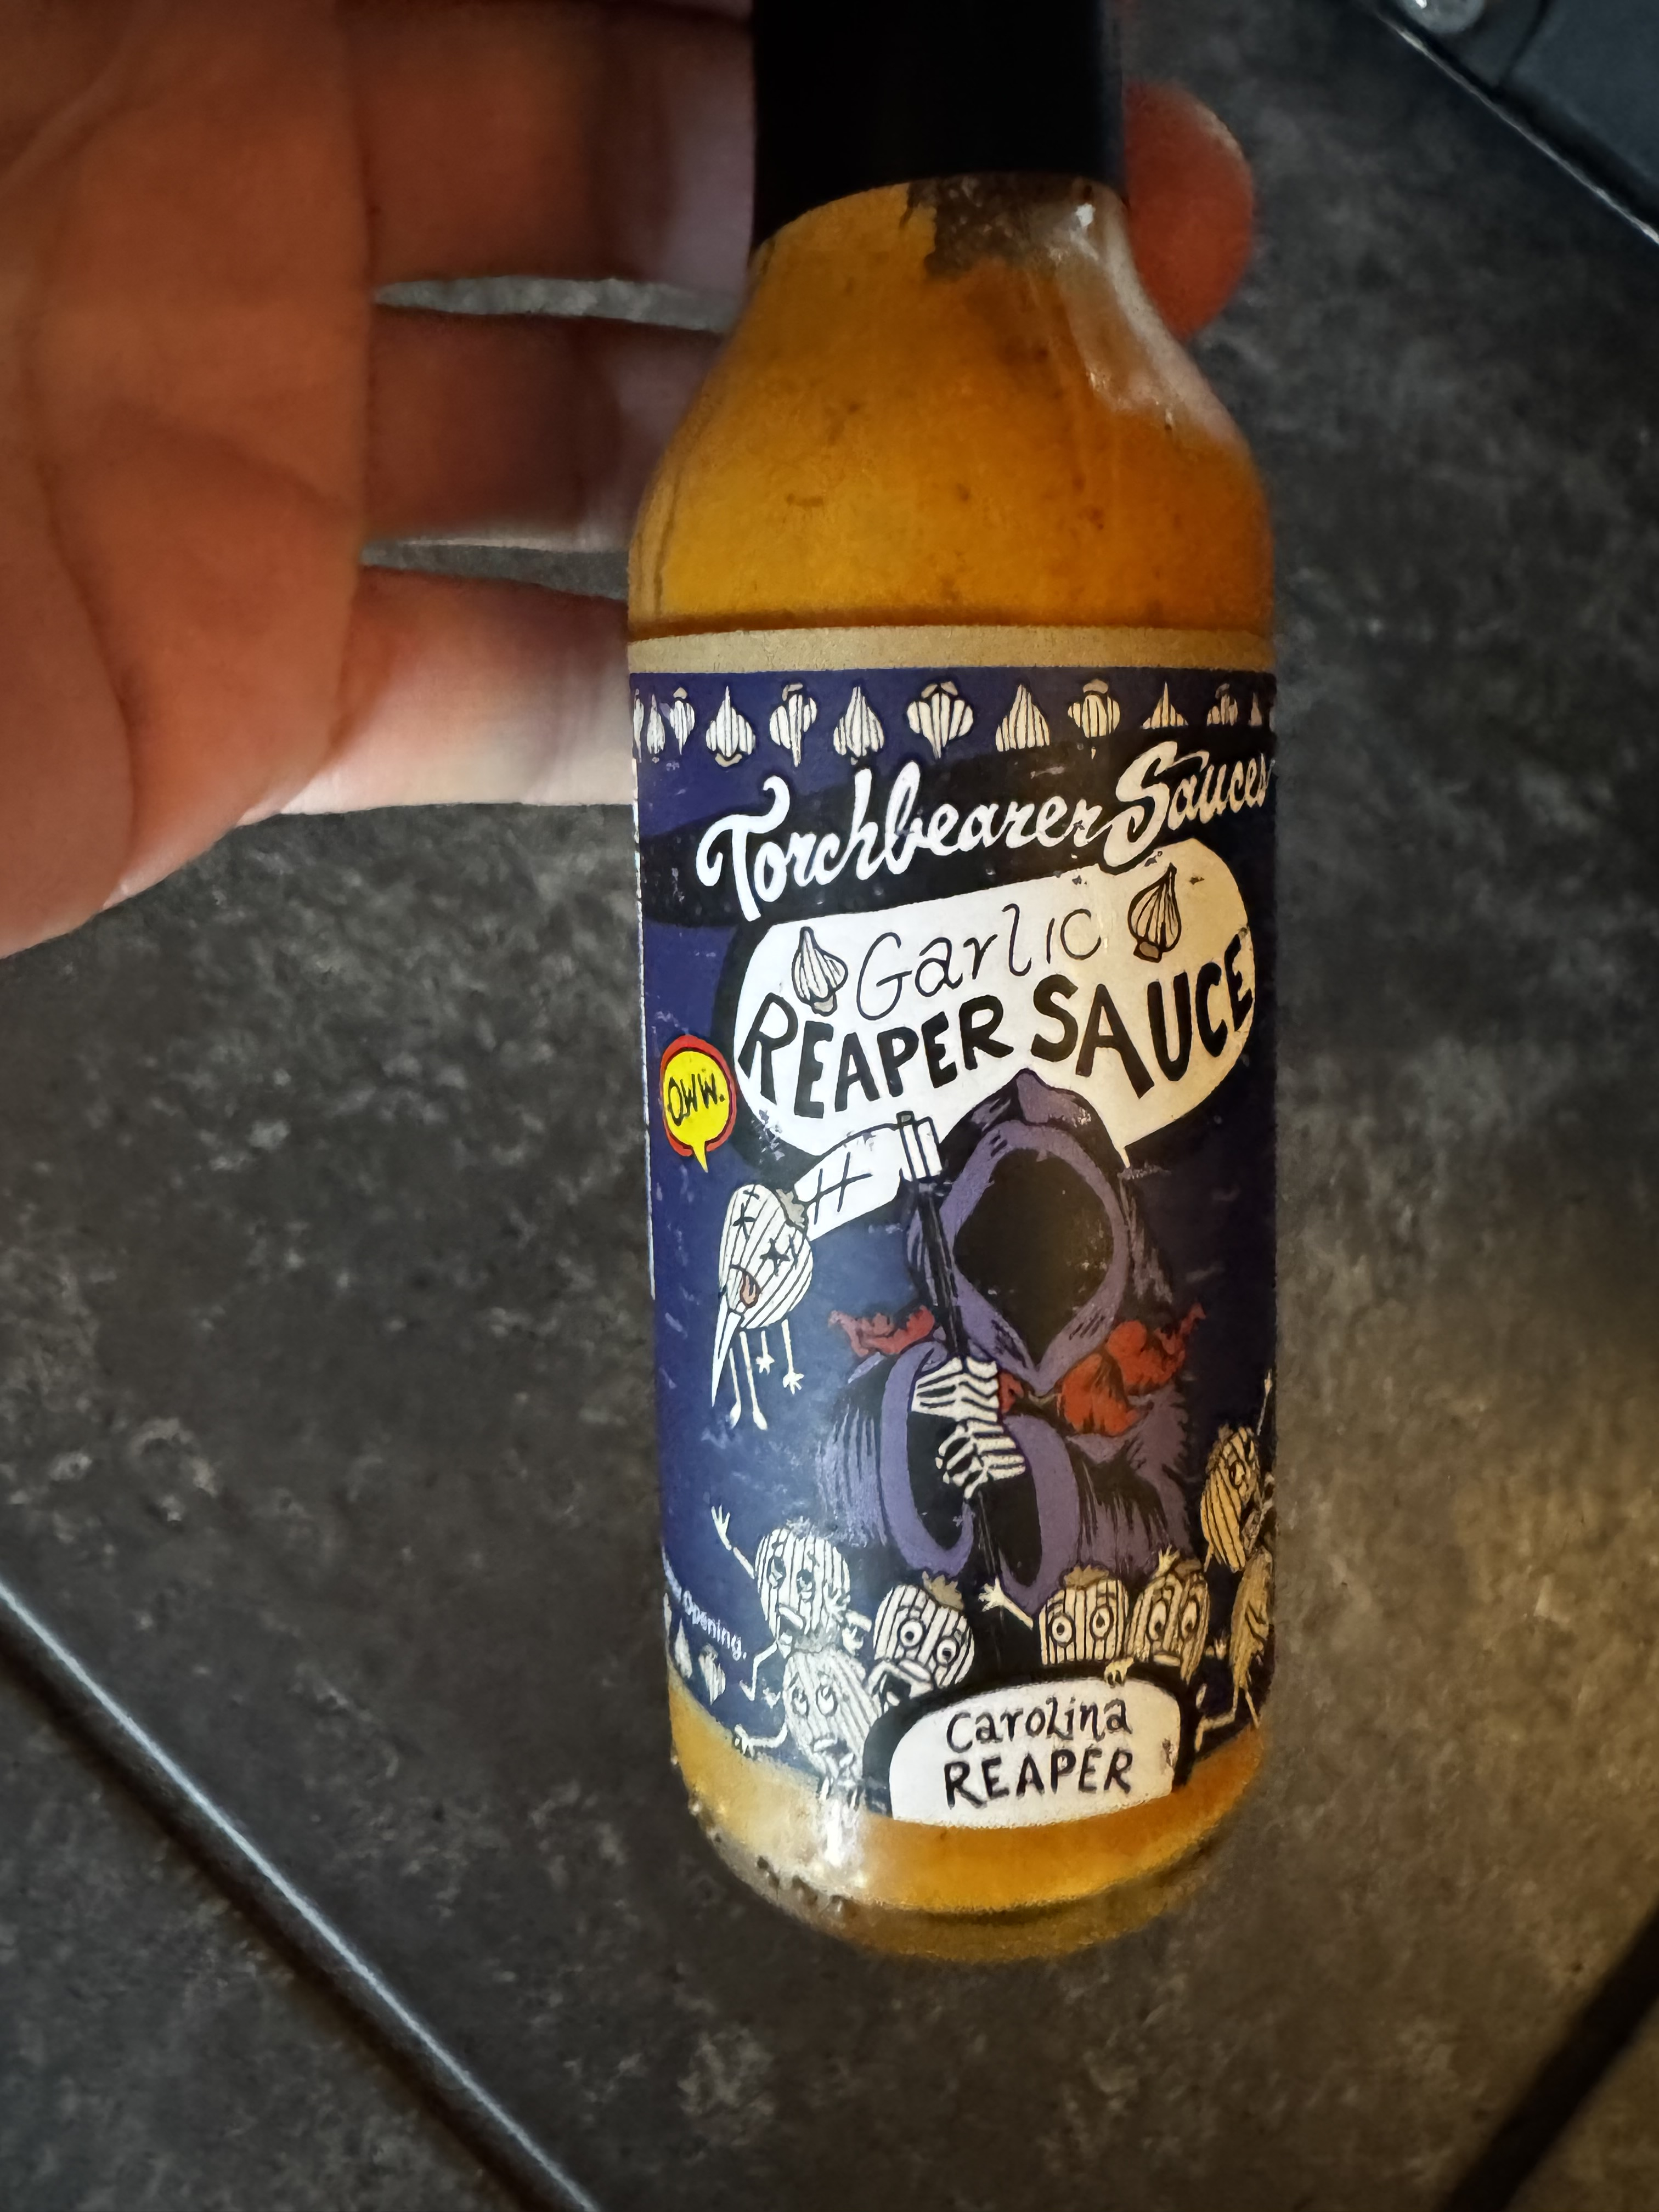 Torchbearer Sauces
Garlic
REAPER SAUCE
OWW.
opening.
Carolina
REAPER